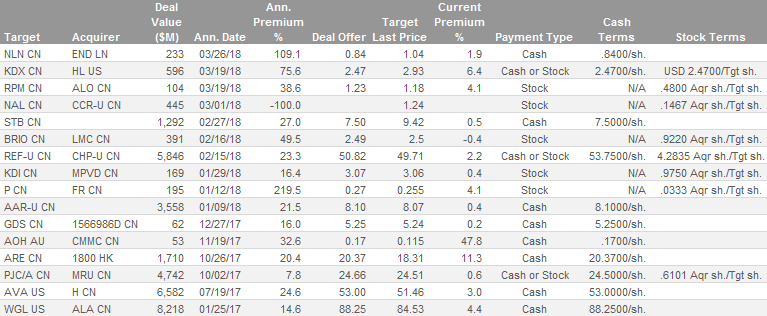 Deal Ann. Current
Value Premium Target Premium Cash
Target Acquirer ($M) Ann. Date % Deal Offer Last Price % Payment Type Terms Stock Terms
NLN CN END LN 233 03/26/18 109.1 0.84 1.04 1.9 Cash .8400/sh.
KDX CN HL US 596 03/19/18 75.6 2.47 2.93 6.4 Cash or Stock 2.4700/sh. USD 2.4700/Tgt sh.
RPM CN ALO CN 104 03/19/18 38.6 1.23 1.18 4.1 Stock N/A .4800 Aqr sh./Tgt sh.
NAL CN CCR-U CN 445 03/01/18 -100.0 1.24 Stock N/A .1467 Aqr sh./Tgt sh.
STB CN 1,292 02/27/18 27.0 7.50 9.42 0.5 Cash 7.5000/sh.
BRIO CN LMC CN 391 02/16/18 49.5 2.49 2.5 -0.4 Stock N/A .9220 Aqr sh./Tgt sh.
REF-U CN CHP-U CN 5,846 02/15/18 23.3 50.82 49.71 2.2 Cash or Stock 53.7500/sh. 4.2835 Aqr sh./Tgt sh.
KDI CN MPVD CN 169 01/29/18 16.4 3.07 3.06 0.4 Stock N/A .9750 Aqr sh./Tgt sh.
P CN FR CN 195 01/12/18 219.5 0.27 0.255 4.1 Stock N/A .0333 Aqr sh./Tgt sh.
AAR-U CN 3,558 01/09/18 21.5 8.10 8.07 0.4 Cash 8.1000/sh.
GDS CN 1566986D CN 62 12/27/17 16.0 5.25 5.24 0.2 Cash 5.2500/sh.
AOH AU CMMC CN 53 11/19/17 32.6 0.17 0.115 47.8 Cash .1700/sh.
ARE CN 1800 HK 1,710 10/26/17 20.4 20.37 18.31 11.3 Cash 20.3700/sh.
PJC/A CN MRU CN 4,742 10/02/17 7.8 24.66 24.51 0.6 Cash or Stock 24.5000/sh. .6101 Aqr sh./Tgt sh.
AVA US H CN 6,582 07/19/17 24.6 53.00 51.46 3.0 Cash 53.0000/sh.
WGL US ALA CN 8,218 01/25/17 14.6 88.25 84.53 4.4 Cash 88.2500/sh.